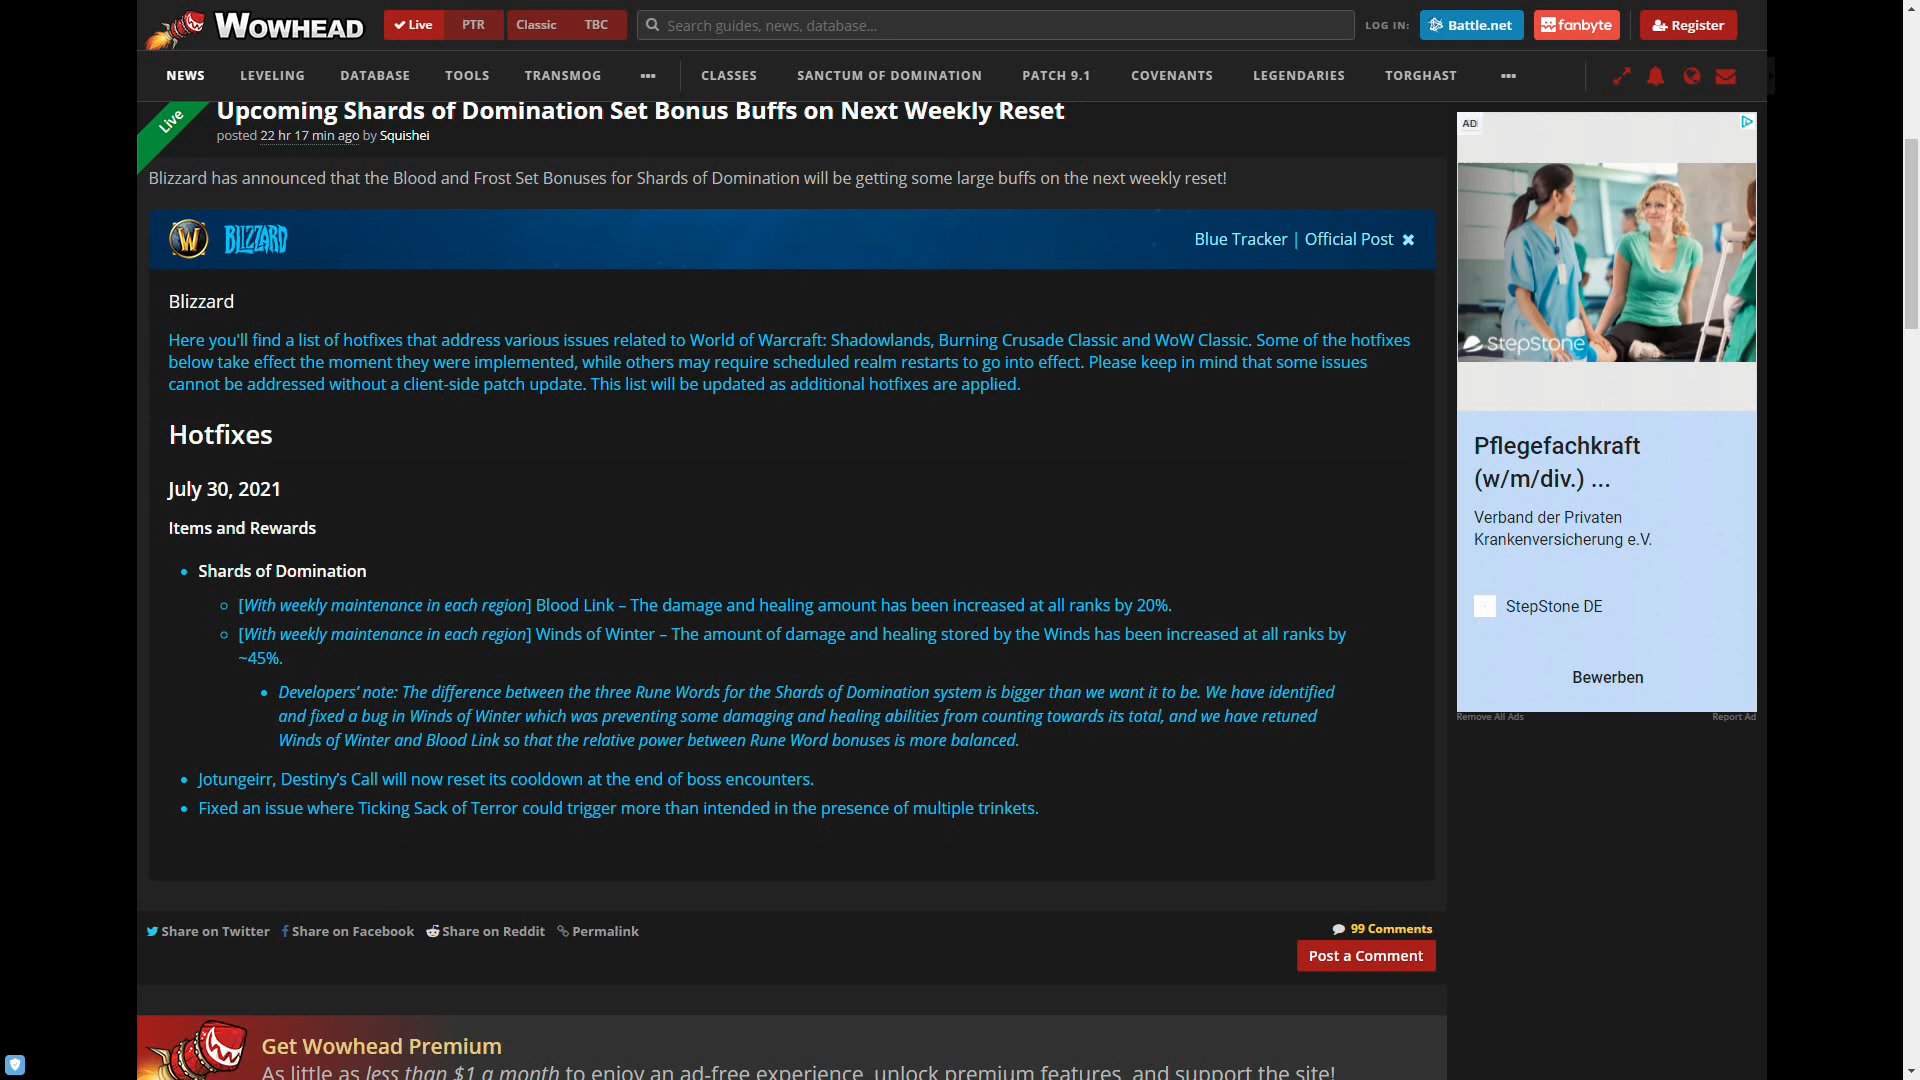 WOWHEAD
Live PTR Classic TBC Search guides, news, database... LOG IN: Battle.net fanbyte Register
NEWS LEVELING DATABASE TOOLS TRANSMOG ••• CLASSES SANCTUM OF DOMINATION PATCH 9.1 COVENANTS LEGENDARIES TORGHAST •••
Live
Upcoming Shards of Domination Set Bonus Buffs on Next Weekly Reset
posted 22 hr 17 min ago by Squishei
Blizzard has announced that the Blood and Frost Set Bonuses for Shards of Domination will be getting some large buffs on the next weekly reset!
W BLIZZARD Blue Tracker | Official Post
Blizzard
Here you'll find a list of hotfixes that address various issues related to World of Warcraft: Shadowlands, Burning Crusade Classic and WoW Classic. Some of the hotfixes
below take effect the moment they were implemented, while others may require scheduled realm restarts to go into effect. Please keep in mind that some issues
cannot be addressed without a client-side patch update. This list will be updated as additional hotfixes are applied.
Hotfixes
July 30, 2021
Items and Rewards
Shards of Domination
[With weekly maintenance in each region] Blood Link – The damage and healing amount has been increased at all ranks by 20%.
[With weekly maintenance in each region] Winds of Winter – The amount of damage and healing stored by the Winds has been increased at all ranks by
~45%.
Developers' note: The difference between the three Rune Words for the Shards of Domination system is bigger than we want it to be. We have identified
and fixed a bug in Winds of Winter which was preventing some damaging and healing abilities from counting towards its total, and we have retuned
Winds of Winter and Blood Link so that the relative power between Rune Word bonuses is more balanced.
Jotungeirr, Destiny's Call will now reset its cooldown at the end of boss encounters.
Fixed an issue where Ticking Sack of Terror could trigger more than intended in the presence of multiple trinkets.
Share on Twitter Share on Facebook Share on Reddit Permalink
99 Comments
Post a Comment
Get Wowhead Premium
As little as less than $1 a month to enjoy an ad-free experience, unlock premium features, and support the site!
AD
StepStone
Pflegefachkraft
(w/m/div.) ...
Verband der Privaten
Krankenversicherung e.V.
StepStone DE
Bewerben
Remove All Ads Report Ad